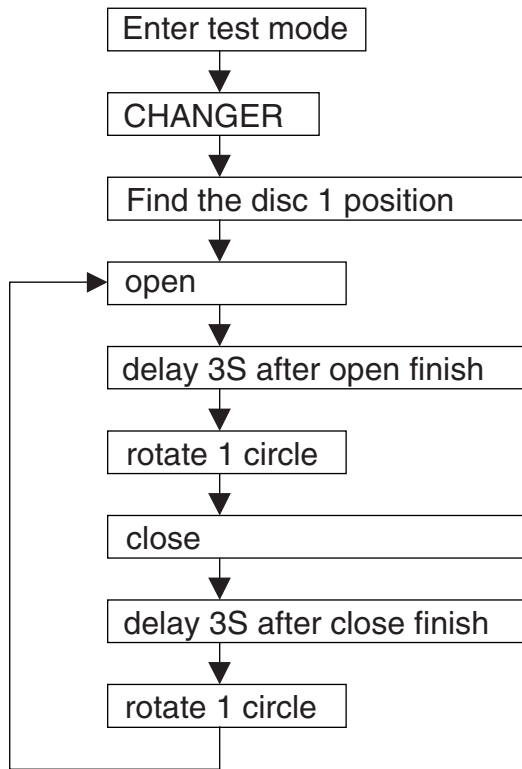 Enter test mode
CHANGER
Find the disc 1 position
open
delay 3S after open finish
rotate 1 circle
close
delay 3S after close finish
rotate 1 circle